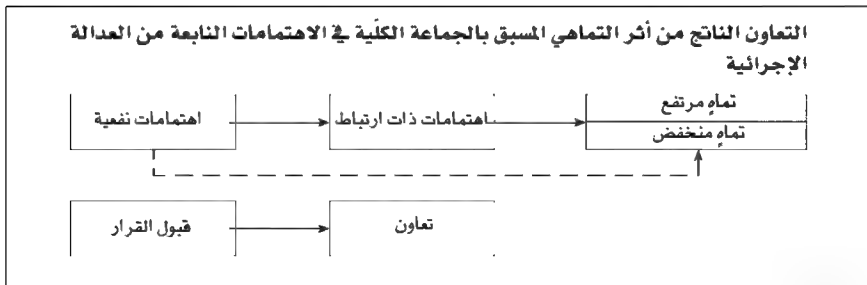 التعاون الناتج من أثر التماهي المسبق بالجماعة الكلّية في الاهتمامات النابعة من العدالة
الإجرائية
تماهٍ مرتفع
تماهٍ منخفض
اهتمامات ذات ارتباط
اهتمامات نفعية
تعاون
قبول القرار